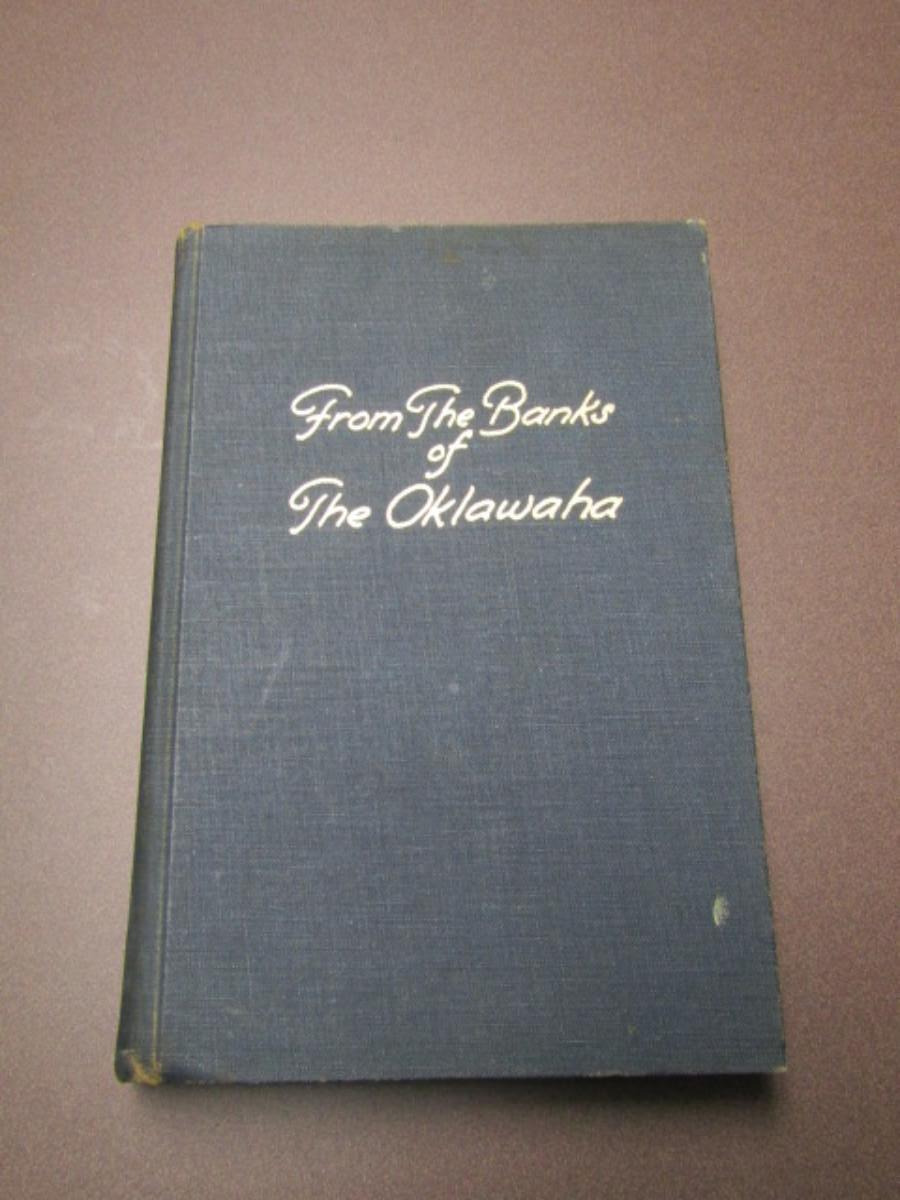 From The Banks
of
The Oklawaha